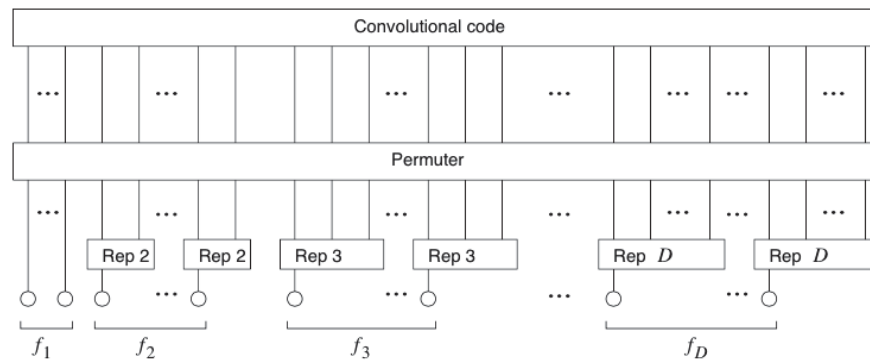 Convolutional code
... ... ... ... ... ... ...
Permuter
... ... ... ... ... ... ...
Rep 2 Rep 2 Rep 3 Rep 3 Rep D Rep D
... ... ... ...
f1 f2 f3 fD